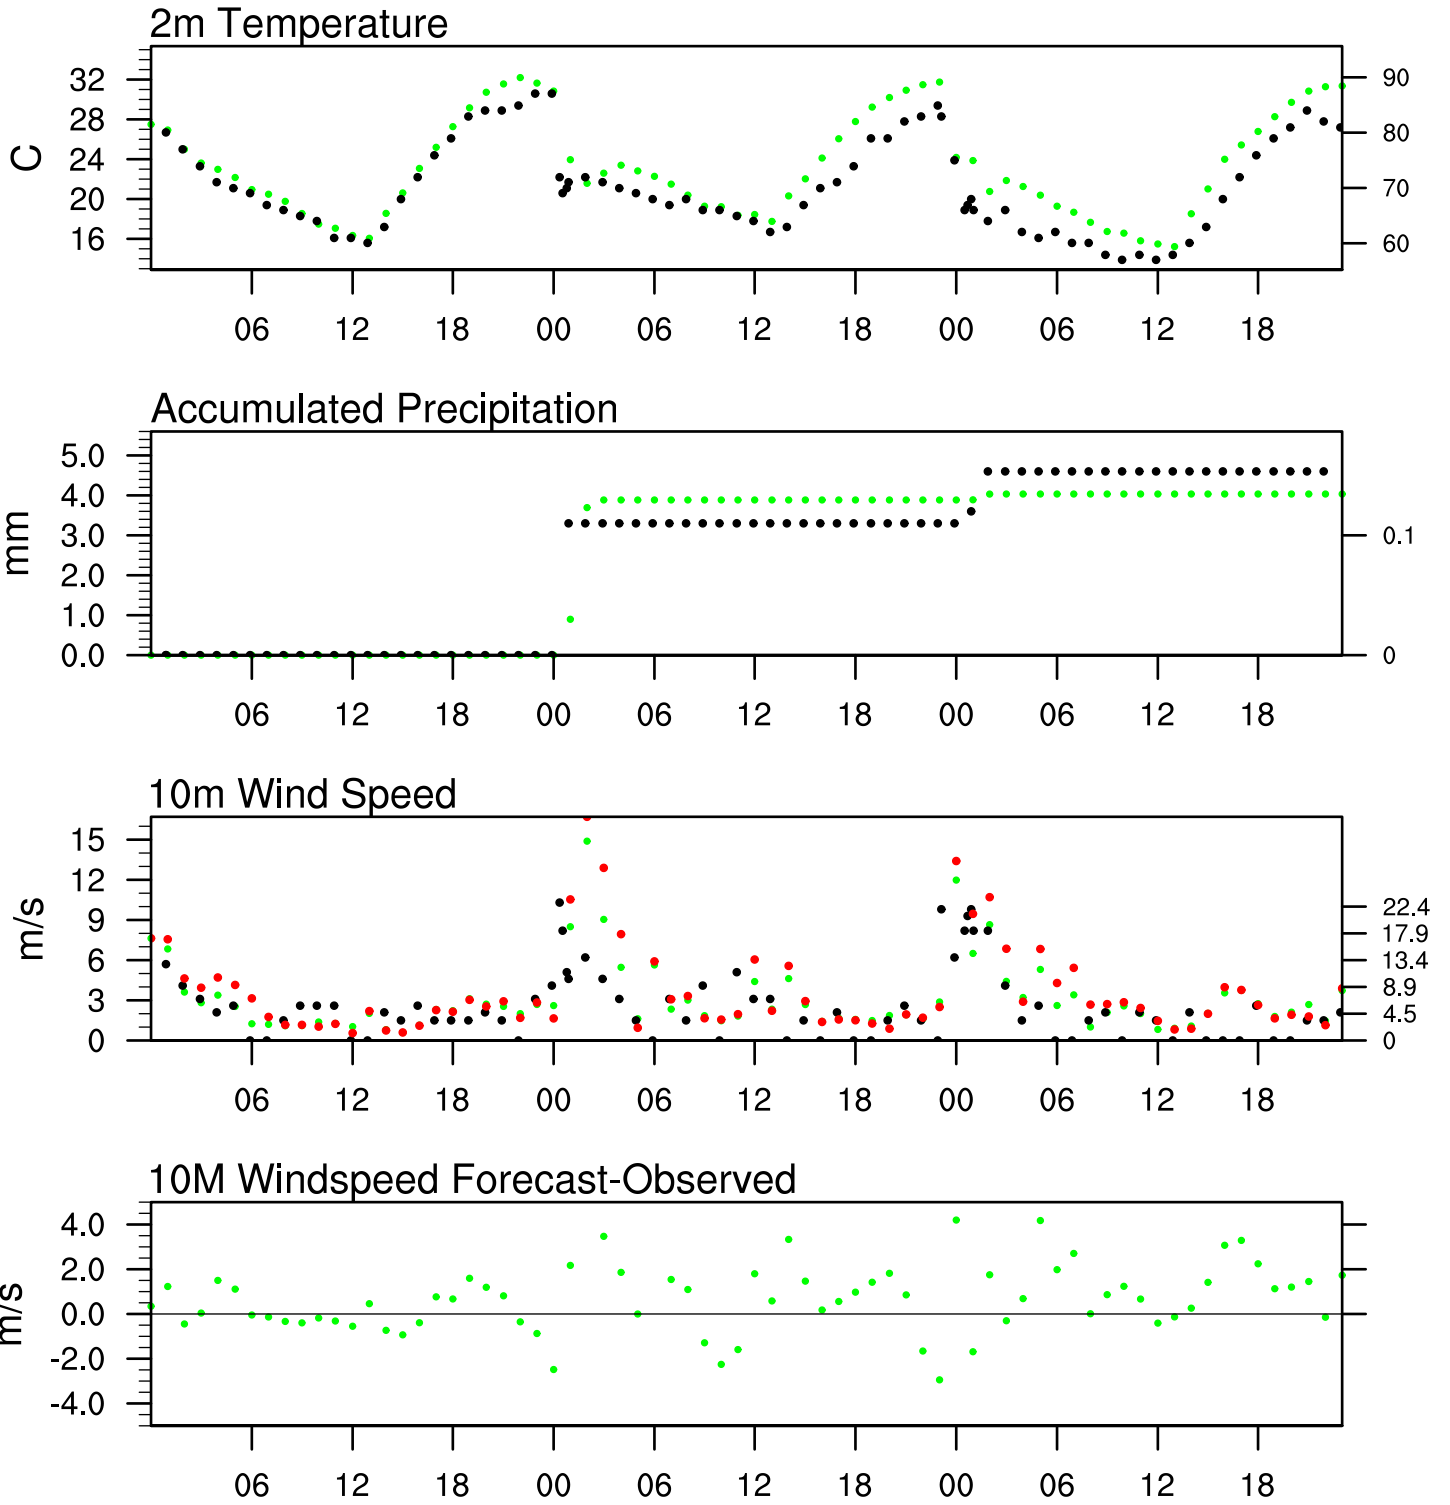 2m Temperature
32 90
28 80
C
24
70
20
16 60
06 12 18 00 06 12 18 00 06 12 18
Accumulated Precipitation
5.0
4.0
mm
3.0 0.1
2.0
1.0
0.0 0
06 12 18 00 06 12 18 00 06 12 18
10m Wind Speed
15
12
22.4
m/s
9 17.9
6 13.4
3 8.9
4.5
0 0
06 12 18 00 06 12 18 00 06 12 18
10M Windspeed Forecast-Observed
4.0
2.0
m/s
0.0
-2.0
-4.0
06 12 18 00 06 12 18 00 06 12 18